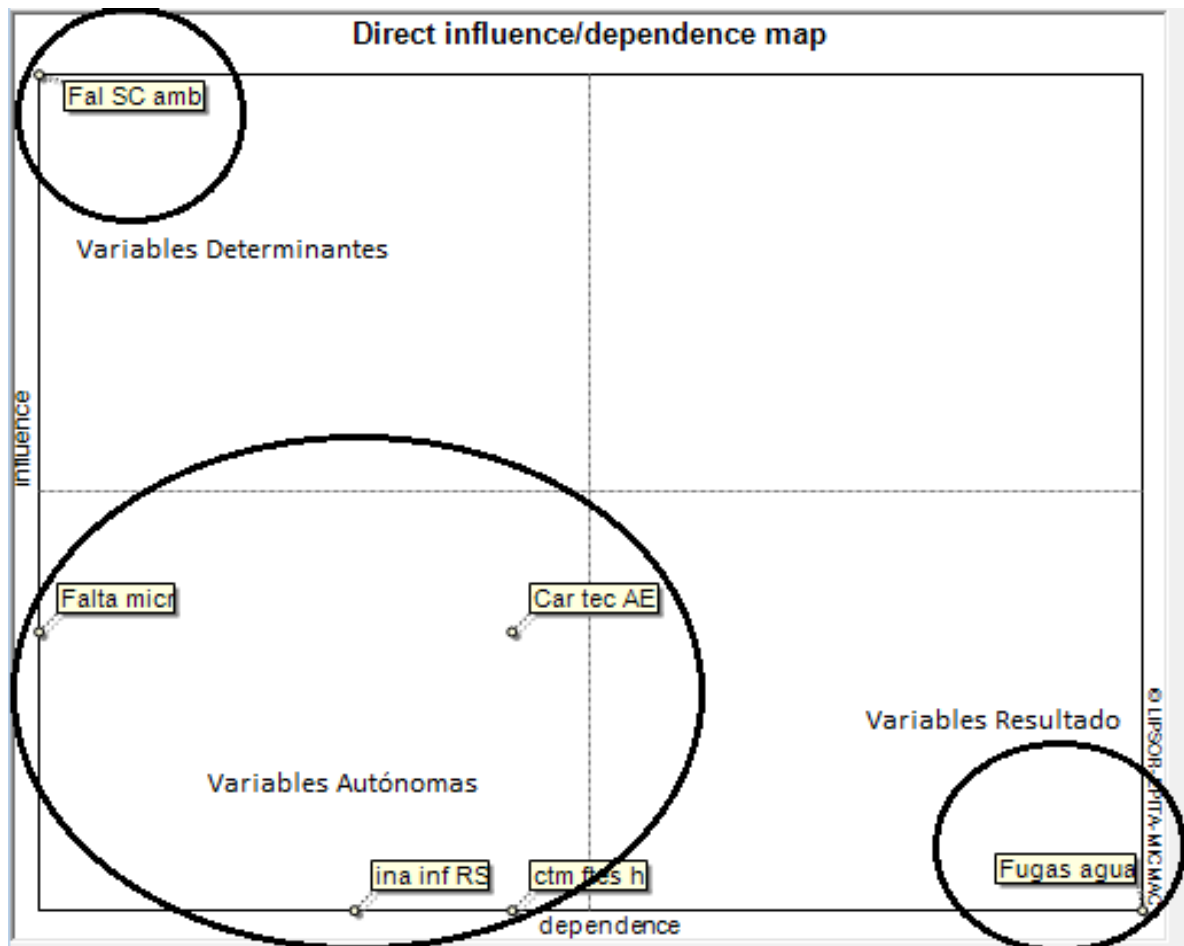 Direct influence/dependence map
Fal SC amb
Variables Determinantes
influence
Falta micr
Car tec AE
Variables Resultado
Variables Autónomas
ina inf RS
ctm ftes h
Fugas agua
dependence
© LIPSOR-EPITA-MICMAC